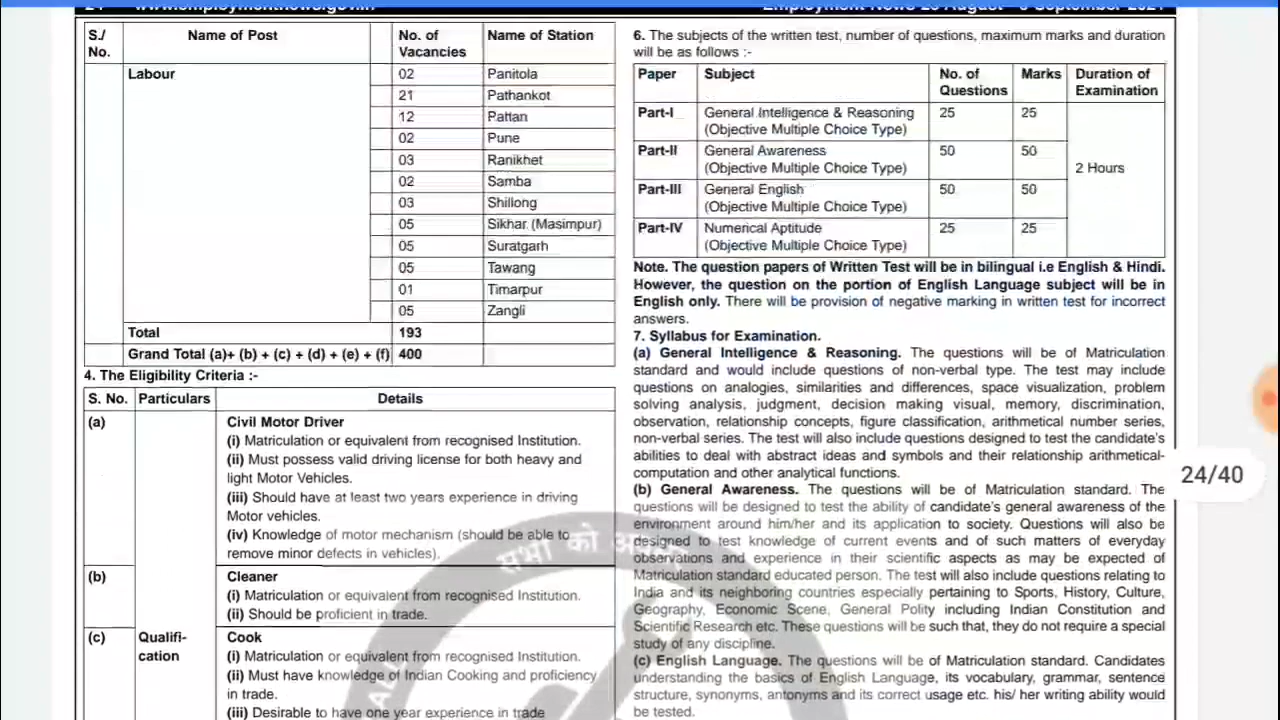 24 www.employmentnews.gov.in Employment News 28 August - 3 September 2021
S./ Name of Post No. of Name of Station
No. Vacancies
Labour 02 Panitola
21 Pathankot
12 Pattan
02 Pune
03 Ranikhet
02 Samba
03 Shillong
05 Sikhar (Masimpur)
05 Suratgarh
05 Tawang
01 Timarpur
05 Zangli
Total 193
Grand Total (a)+ (b) + (c) + (d) + (e) + (f) 400
4. The Eligibility Criteria :-
S. No. Particulars Details
(a) Civil Motor Driver
(i) Matriculation or equivalent from recognised Institution.
(ii) Must possess valid driving license for both heavy and
light Motor Vehicles.
(iii) Should have at least two years experience in driving
Motor vehicles.
(iv) Knowledge of motor mechanism (should be able to
remove minor defects in vehicles).
(b) Cleaner
(i) Matriculation or equivalent from recognised Institution.
(ii) Should be proficient in trade.
(c) Qualifi- Cook
cation (i) Matriculation or equivalent from recognised Institution.
(ii) Must have knowledge of Indian Cooking and proficiency
in trade.
(iii) Desirable to have one year experience in trade
6. The subjects of the written test, number of questions, maximum marks and duration
will be as follows :-
Paper Subject No. of Marks Duration of
Questions Examination
Part-I General Intelligence & Reasoning 25 25
(Objective Multiple Choice Type)
Part-II General Awareness 50 50
(Objective Multiple Choice Type) 2 Hours
Part-III General English 50 50
(Objective Multiple Choice Type)
Part-IV Numerical Aptitude 25 25
(Objective Multiple Choice Type)
Note. The question papers of Written Test will be in bilingual i.e English & Hindi.
However, the question on the portion of English Language subject will be in
English only. There will be provision of negative marking in written test for incorrect
answers.
7. Syllabus for Examination.
(a) General Intelligence & Reasoning. The questions will be of Matriculation
standard and would include questions of non-verbal type. The test may include
questions on analogies, similarities and differences, space visualization, problem
solving analysis, judgment, decision making visual, memory, discrimination,
observation, relationship concepts, figure classification, arithmetical number series,
non-verbal series. The test will also include questions designed to test the candidate's
abilities to deal with abstract ideas and symbols and their relationship arithmetical-
computation and other analytical functions.
(b) General Awareness. The questions will be of Matriculation standard. The
questions will be designed to test the ability of candidate's general awareness of the
environment around him/her and its application to society. Questions will also be
designed to test knowledge of current events and of such matters of everyday
observations and experience in their scientific aspects as may be expected of
Matriculation standard educated person. The test will also include questions relating to
India and its neighboring countries especially pertaining to Sports, History, Culture,
Geography, Economic Scene, General Polity including Indian Constitution and
Scientific Research etc. These questions will be such that, they do not require a special
study of any discipline.
(c) English Language. The questions will be of Matriculation standard. Candidates
understanding the basics of English Language, its vocabulary, grammar, sentence
structure, synonyms, antonyms and its correct usage etc. his/ her writing ability would
be tested.
24/40
सभी को
ALL